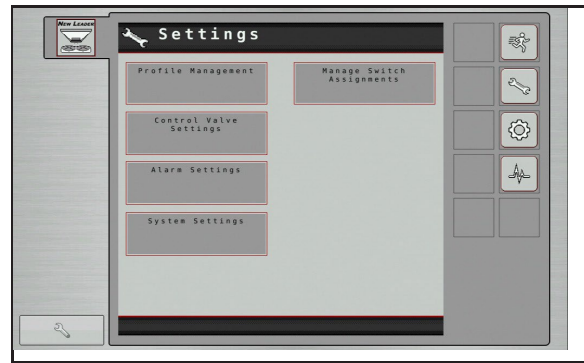 NEW LEADER
Settings
Profile Management
Manage Switch
Assignments
Control Valve
Settings
Alarm Settings
System Settings